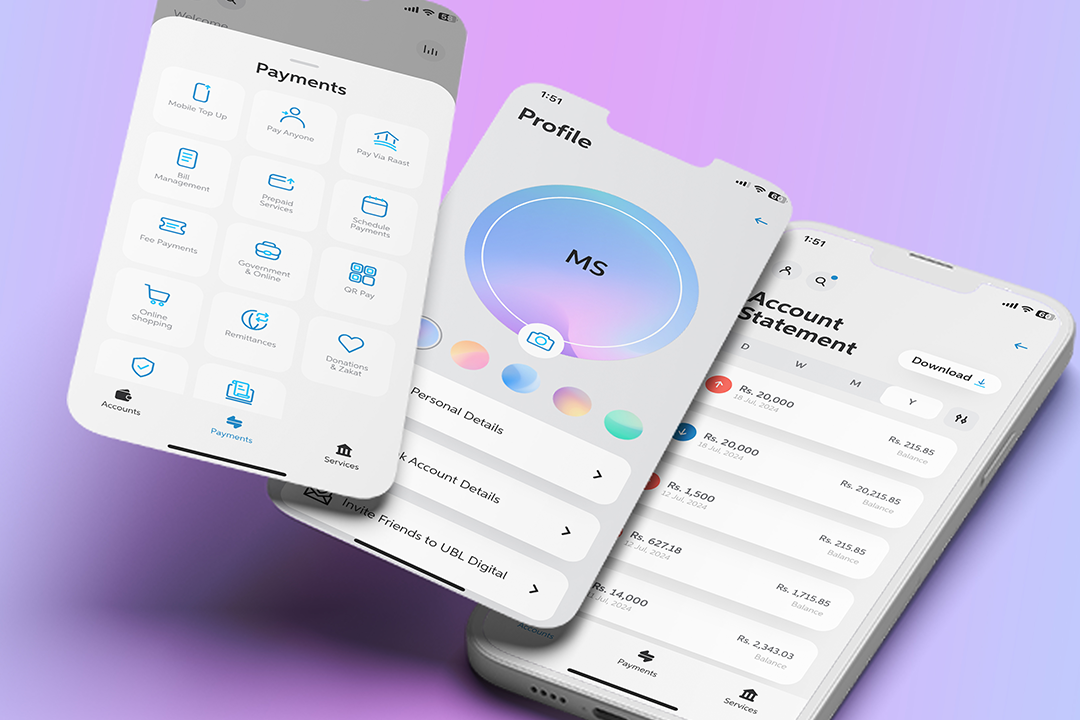 Welcome
68
Payments
Mobile Top Up
Pay Anyone
Pay Via Raast
Bill
Management
Prepaid
Services
Schedule
Payments
Fee Payments
Government
& Online
QR Pay
Online
Shopping
Remittances
Donations
& Zakat
Accounts
Payments
Services
1:51
Profile
MS
Personal Details
Account Details
Invite Friends to UBL Digital
1:51
Account
Statement
Download
D
W
M
Y
Rs. 20,000
18 Jul, 2024
Rs. 215.85
Balance
Rs. 20,000
18 Jul, 2024
Rs. 20,215.85
Balance
Rs. 1,500
12 Jul, 2024
Rs. 215.85
Balance
Rs. 627.18
12 Jul, 2024
Rs. 1,715.85
Balance
Rs. 14,000
Jul, 2024
Rs. 2,343.03
Balance
Accounts
Payments
Services